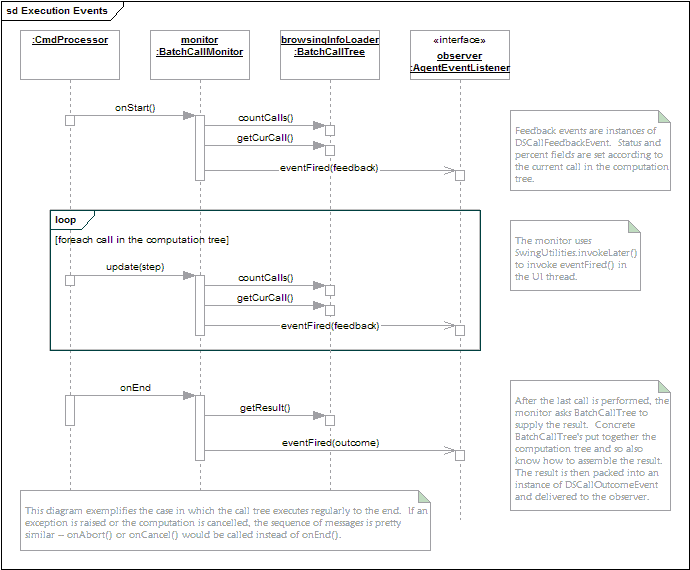 sd Execution Events
:CmdProcessor
monitor
:BatchCallMonitor
browsingInfoLoader
:BatchCallTree
«interface»
observer
:AgentEventListener
onStart()
countCalls()
getCurCall()
eventFired(feedback)
Feedback events are instances of
DSCallFeedbackEvent. Status and
percent fields are set according to
the current call in the computation
tree.
loop
[foreach call in the computation tree]
update(step)
countCalls()
getCurCall()
eventFired(feedback)
The monitor uses
SwingUtilities.invokeLater()
to invoke eventFired() in
the UI thread.
onEnd
getResult()
eventFired(outcome)
After the last call is performed, the
monitor asks BatchCallTree to
supply the result. Concrete
BatchCallTree's put together the
computation tree and so also
know how to assemble the result.
The result is then packed into an
instance of DSCallOutcomeEvent
and delivered to the observer.
This diagram exemplifies the case in which the call tree executes regularly to the end. If an
exception is raised or the computation is cancelled, the sequence of messages is pretty
similar – onAbort() or onCancel() would be called instead of onEnd().